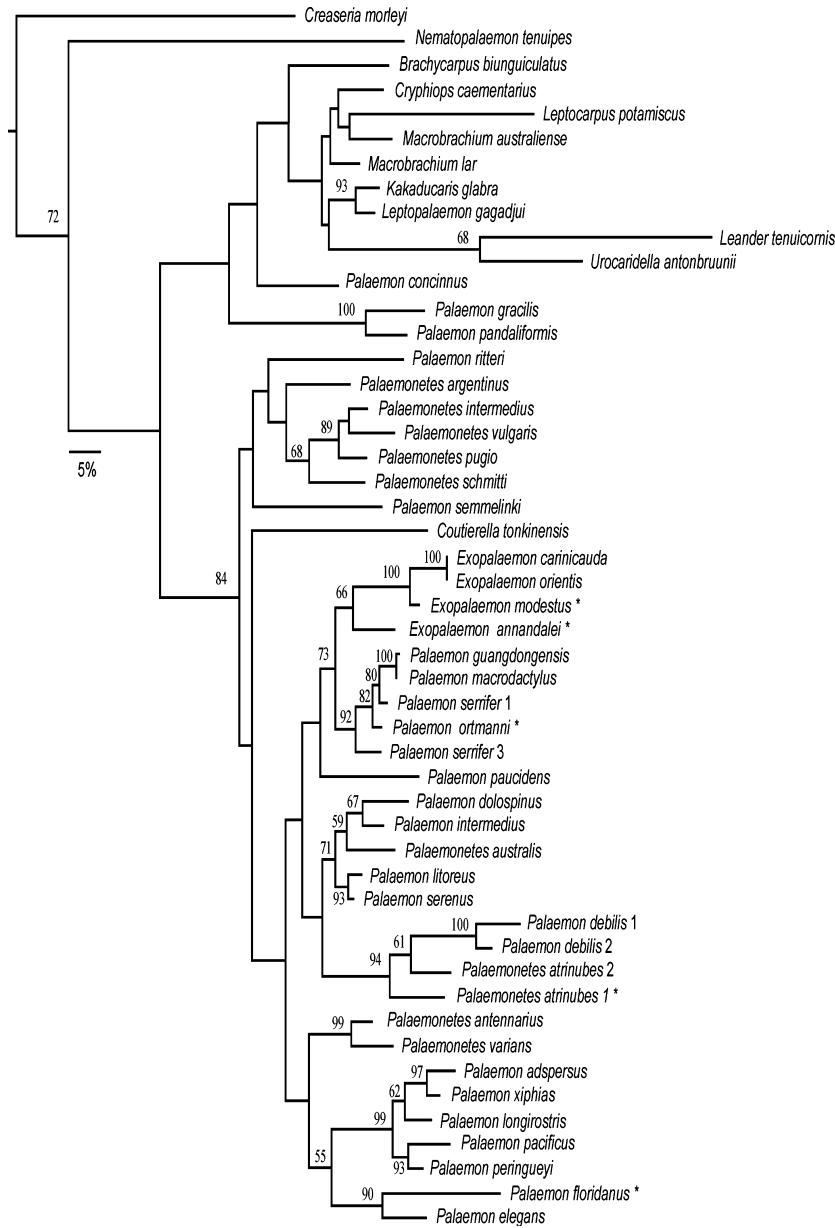 Creaseria morleyi
Nematopalaemon tenuipes
Brachycarpus biunguiculatus
Cryphiops caementarius
Leptocarpus potamiscus
Macrobrachium australiense
Macrobrachium lar
93 Kakaducaris glabra
Leptopalaemon gagadjui
72
68 Leander tenuicornis
Urocaridella antonbruunii
Palaemon concinnus
100 Palaemon gracilis
Palaemon pandaliformis
Palaemon ritteri
Palaemonetes argentinus
Palaemonetes intermedius
89 Palaemonetes vulgaris
68 Palaemonetes pugio
5%
Palaemonetes schmitti
Palaemon semmelinki
Coutierella tonkinensis
100 Exopalaemon carinicauda
84 100 Exopalaemon orientis
66 Exopalaemon modestus *
Exopalaemon annandalei *
73 100 Palaemon guangdongensis
80 Palaemon macrodactylus
82 Palaemon serrifer 1
92 Palaemon ortmanni *
Palaemon serrifer 3
Palaemon paucidens
67 Palaemon dolospinus
59 Palaemon intermedius
71 Palaemonetes australis
Palaemon litoreus
93 Palaemon serenus
100 Palaemon debilis 1
61 Palaemon debilis 2
94 Palaemonetes atrinubes 2
Palaemonetes atrinubes 1 *
99 Palaemonetes antennarius
Palaemonetes varians
97 Palaemon adspersus
62 Palaemon xiphias
99 Palaemon longirostris
Palaemon pacificus
55 93 Palaemon peringueyi
90 Palaemon floridanus *
Palaemon elegans